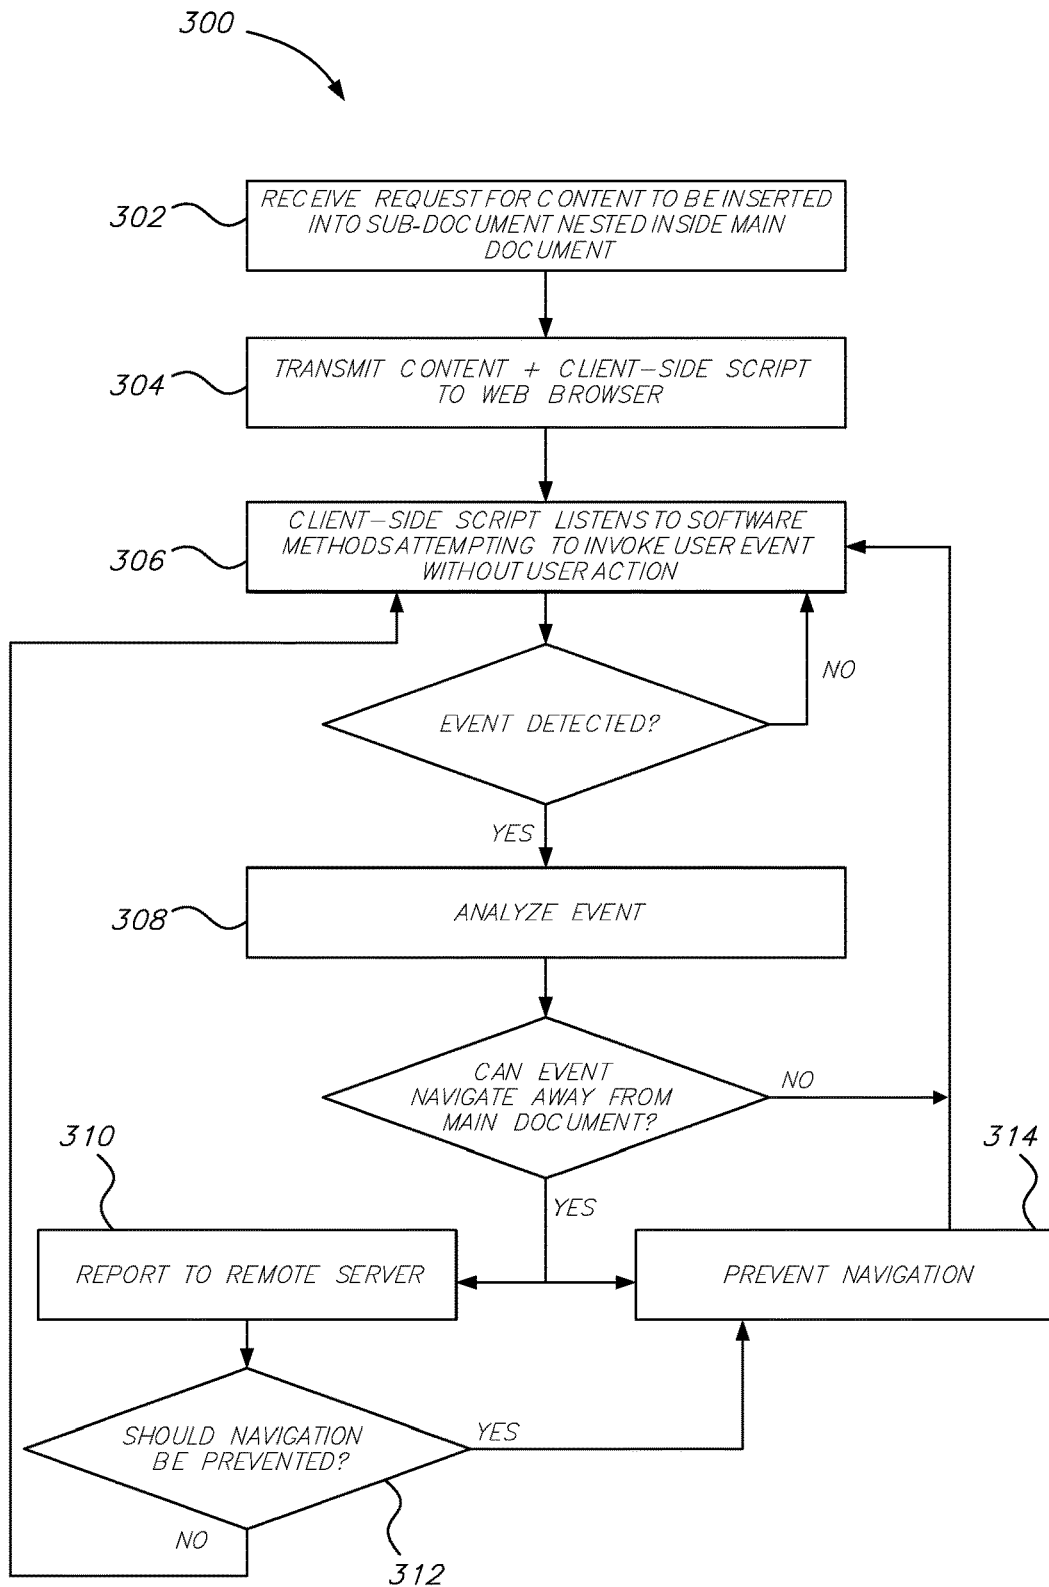 300
302
RECEIVE REQUEST FOR CONTENT TO BE INSERTED
INTO SUB-DOCUMENT NESTED INSIDE MAIN
DOCUMENT
304
TRANSMIT CONTENT + CLIENT-SIDE SCRIPT
TO WEB BROWSER
306
CLIENT-SIDE SCRIPT LISTENS TO SOFTWARE
METHODS ATTEMPTING TO INVOKE USER EVENT
WITHOUT USER ACTION
NO
EVENT DETECTED?
YES
308
ANALYZE EVENT
CAN EVENT
NAVIGATE AWAY FROM
MAIN DOCUMENT?
NO
310
314
YES
REPORT TO REMOTE SERVER
PREVENT NAVIGATION
SHOULD NAVIGATION
BE PREVENTED?
YES
NO
312